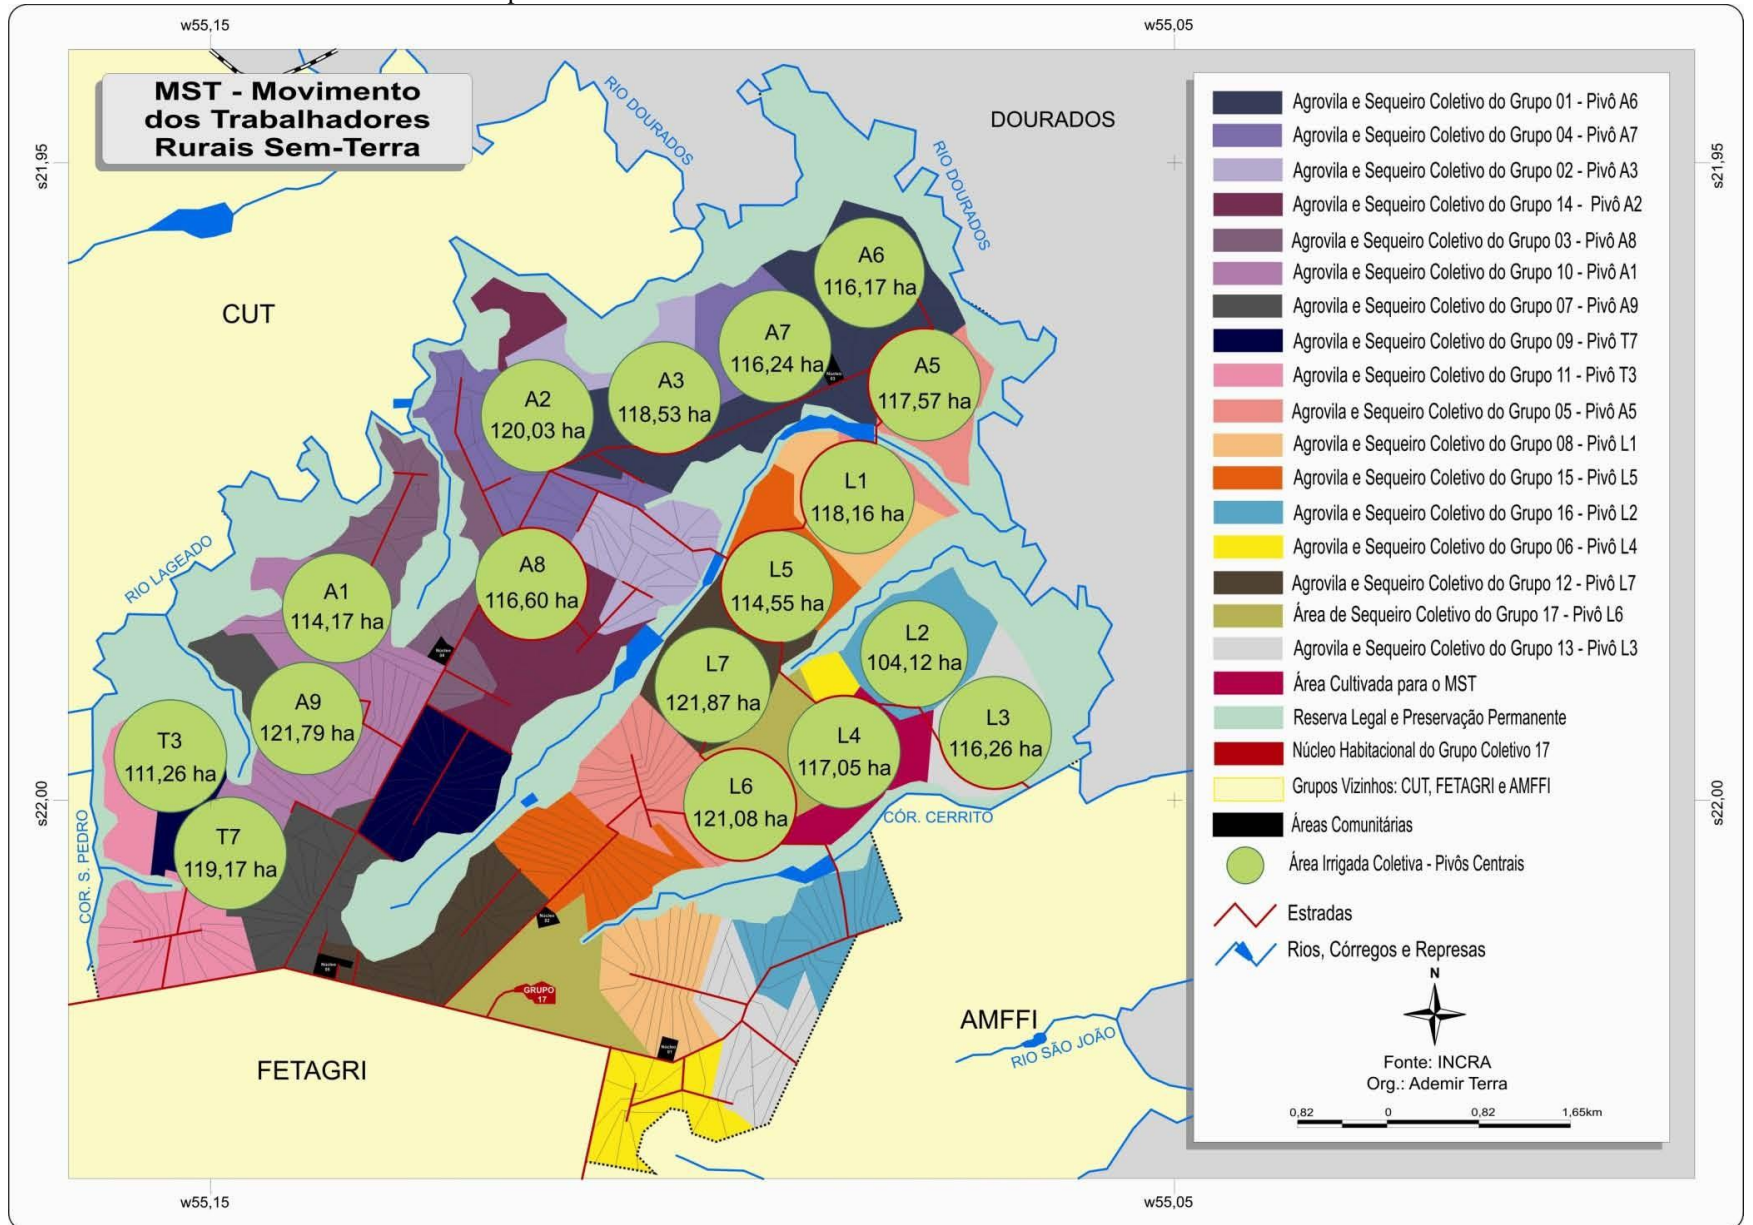 w55,15
w55,05
MST - Movimento
dos Trabalhadores
Rurais Sem-Terra
s21,95
s21,95
RIO DOURADOS
DOURADOS
RIO DOURADOS
CUT
A6
116,17 ha
A7
116,24 ha
A5
117,57 ha
A3
118,53 ha
A2
120,03 ha
L1
118,16 ha
RIO LAGEADO
A8
116,60 ha
L5
114,55 ha
A1
114,17 ha
L2
104,12 ha
L7
121,87 ha
A9
121,79 ha
L3
116,26 ha
T3
111,26 ha
L4
117,05 ha
L6
121,08 ha
T7
119,17 ha
s22,00
s22,00
COR. S. PEDRO
CÓR. CERRITO
GRUPO
17
AMFFI
RIO SÃO JOÃO
FETAGRI
w55,15
w55,05
Agrovila e Sequeiro Coletivo do Grupo 01 - Pivô A6
Agrovila e Sequeiro Coletivo do Grupo 04 - Pivô A7
Agrovila e Sequeiro Coletivo do Grupo 02 - Pivô A3
Agrovila e Sequeiro Coletivo do Grupo 14 - Pivô A2
Agrovila e Sequeiro Coletivo do Grupo 03 - Pivô A8
Agrovila e Sequeiro Coletivo do Grupo 10 - Pivô A1
Agrovila e Sequeiro Coletivo do Grupo 07 - Pivô A9
Agrovila e Sequeiro Coletivo do Grupo 09 - Pivô T7
Agrovila e Sequeiro Coletivo do Grupo 11 - Pivô T3
Agrovila e Sequeiro Coletivo do Grupo 05 - Pivô A5
Agrovila e Sequeiro Coletivo do Grupo 08 - Pivô L1
Agrovila e Sequeiro Coletivo do Grupo 15 - Pivô L5
Agrovila e Sequeiro Coletivo do Grupo 16 - Pivô L2
Agrovila e Sequeiro Coletivo do Grupo 06 - Pivô L4
Agrovila e Sequeiro Coletivo do Grupo 12 - Pivô L7
Área de Sequeiro Coletivo do Grupo 17 - Pivô L6
Agrovila e Sequeiro Coletivo do Grupo 13 - Pivô L3
Área Cultivada para o MST
Reserva Legal e Preservação Permanente
Núcleo Habitacional do Grupo Coletivo 17
Grupos Vizinhos: CUT, FETAGRI e AMFFI
Áreas Comunitárias
Área Irrigada Coletiva - Pivôs Centrais
Estradas
Rios, Córregos e Represas
N
Fonte: INCRA
Org.: Ademir Terra
0,82
0
0,82
1,65km